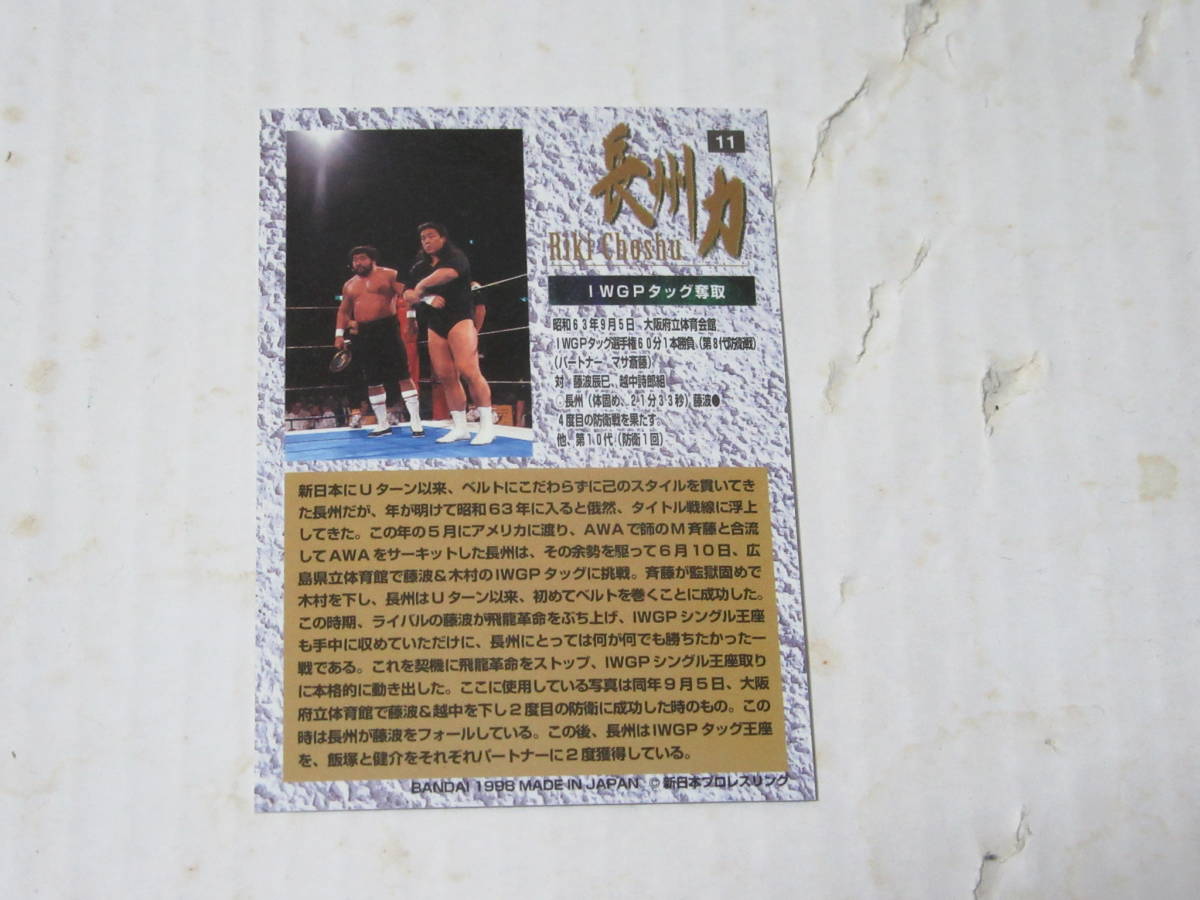 11
長州力
Riki Choshu
IWGPタッグ奪取
昭和63年9月5日 大阪府立体育会館
IWGPタッグ選手権60分1本勝負(第8代防衛戦)
(パートナー マサ斎藤)
対 藤波辰巳、越中詩郎組
○長州(体固め、21分33秒)藤波●
4度目の防衛戦を果たす。
他、第10代(防衛1回)
新日本にUターン以来、ベルトにこだわらずに己のスタイルを貫いてき
た長州だが、年が明けて昭和63年に入ると俄然、タイトル戦線に浮上
してきた。この年の5月にアメリカに渡り、AWAで師のM斉藤と合流
してAWAをサーキットした長州は、その余勢を駆って6月10日、広
島県立体育館で藤波&木村のIWGPタッグに挑戦。斉藤が監獄固めで
木村を下し、長州はUターン以来、初めてベルトを巻くことに成功した。
この時期、ライバルの藤波が飛龍革命をぶち上げ、IWGPシングル王座
も手中に収めていただけに、長州にとっては何が何でも勝ちたかった一
戦である。これを契機に飛龍革命をストップ、IWGPシングル王座取り
に本格的に動き出した。ここに使用している写真は同年9月5日、大阪
府立体育館で藤波&越中を下し2度目の防衛に成功した時のもの。この
時は長州が藤波をフォールしている。この後、長州はIWGPタッグ王座
を、飯塚と健介をそれぞれパートナーに2度獲得している。
BANDAI 1998 MADE IN JAPAN © 新日本プロレスリング